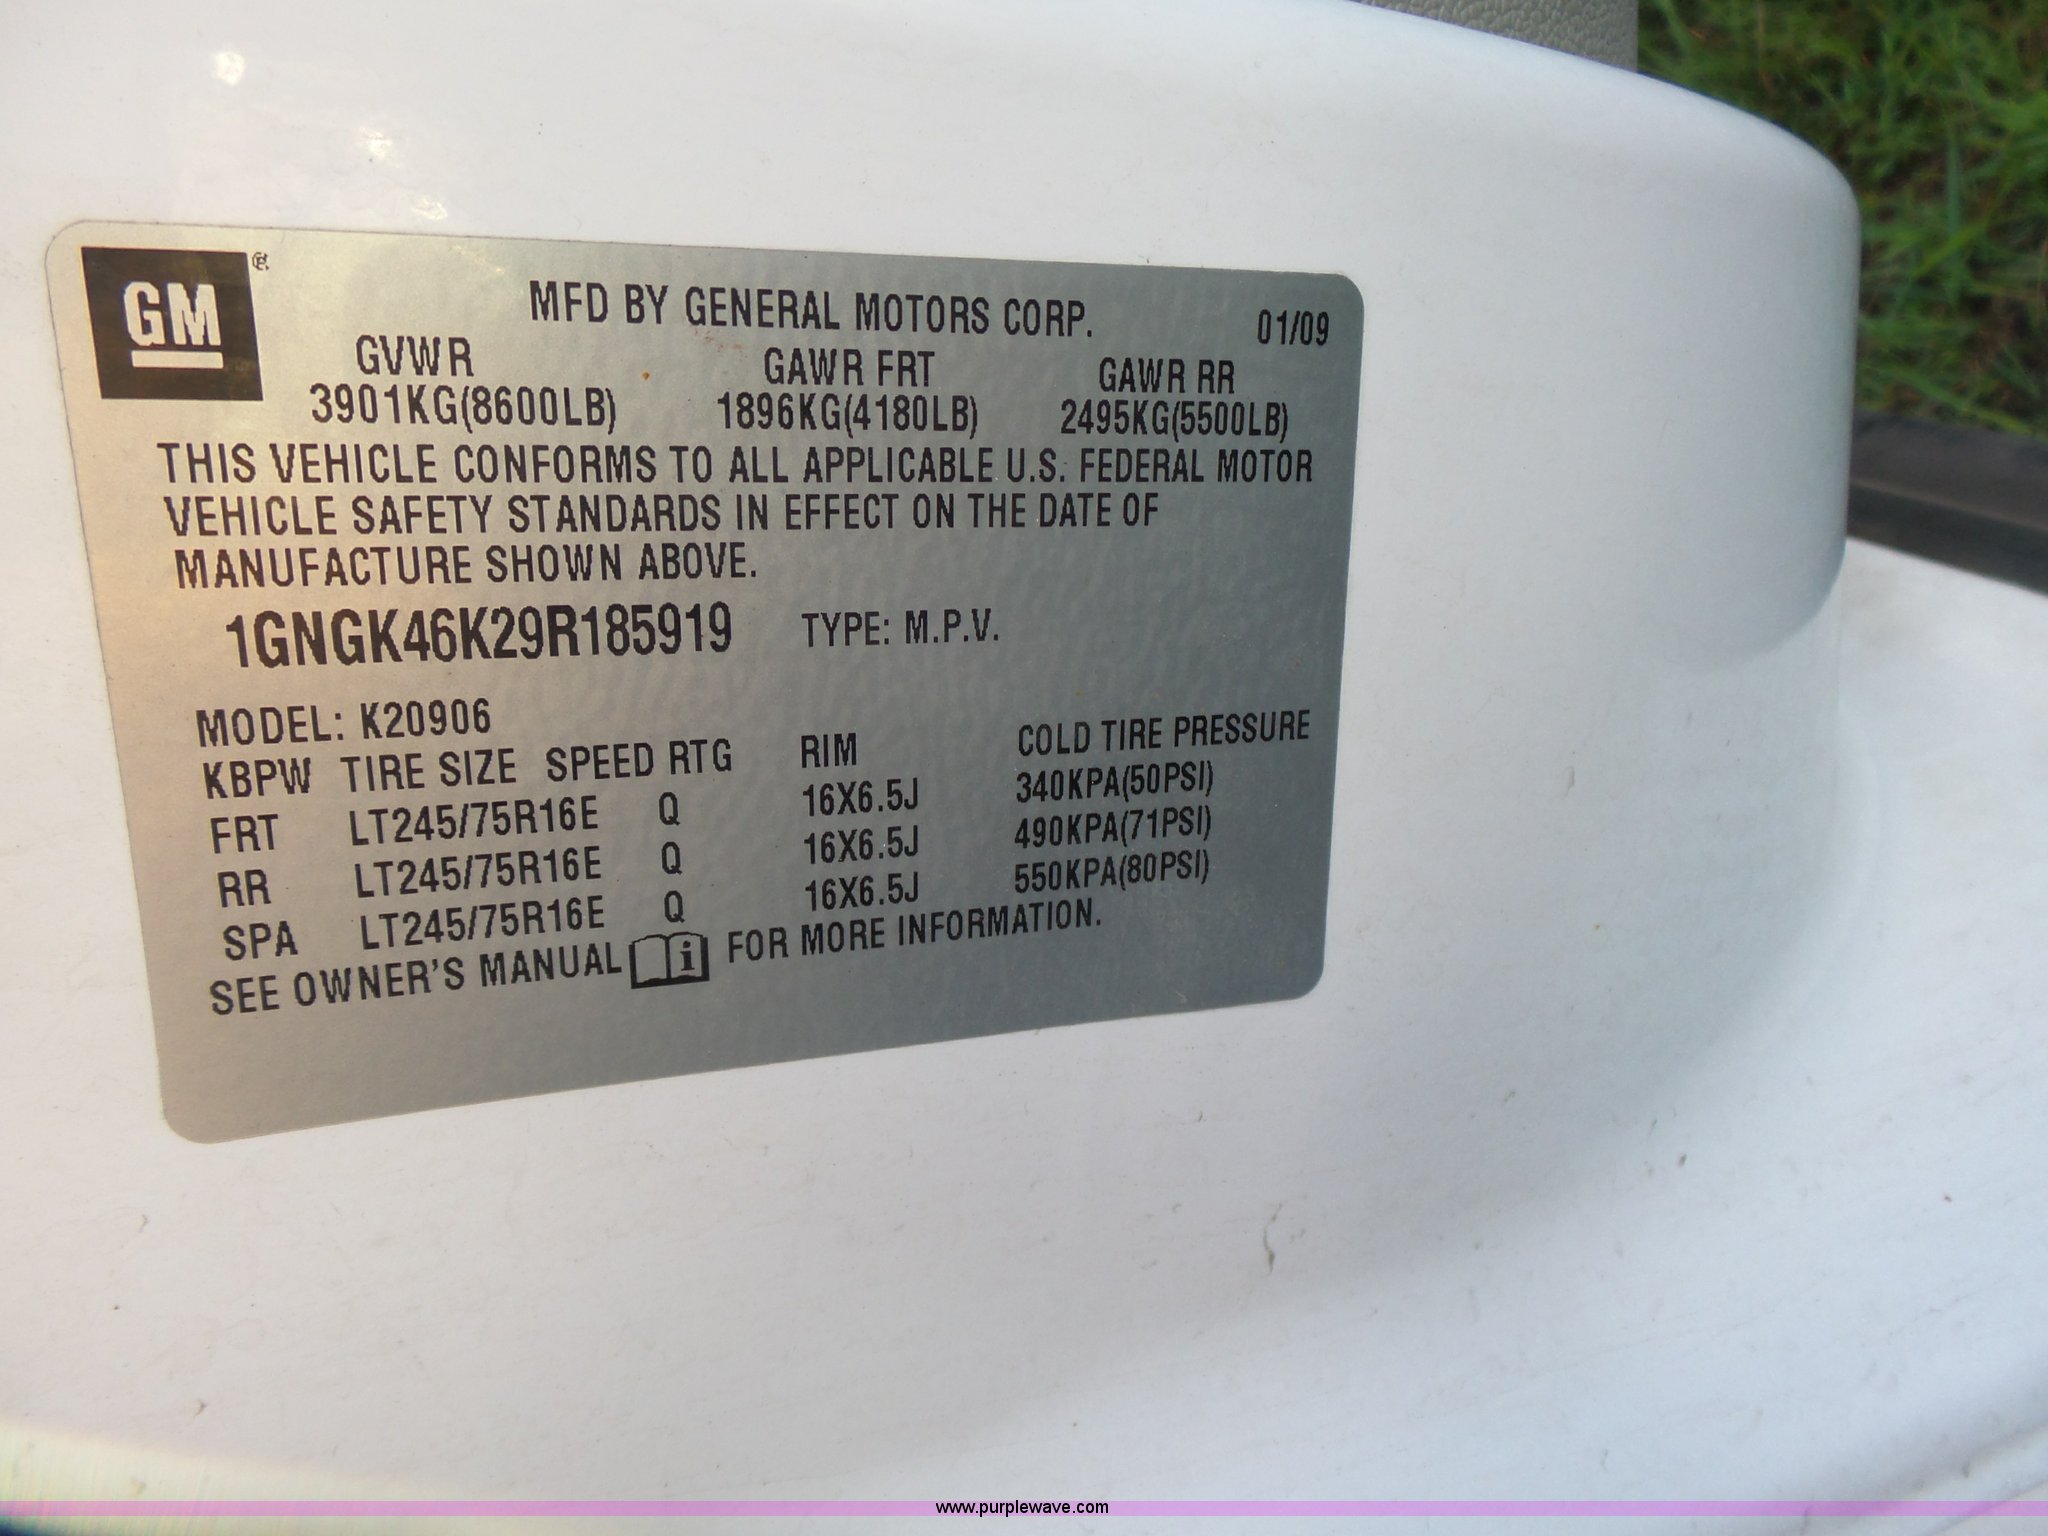 GM
MFD BY GENERAL MOTORS CORP. 01/09
GVWR GAWR FRT GAWR RR
3901KG(8600LB) 1896KG(4180LB) 2495KG(5500LB)
THIS VEHICLE CONFORMS TO ALL APPLICABLE U.S. FEDERAL MOTOR
VEHICLE SAFETY STANDARDS IN EFFECT ON THE DATE OF
MANUFACTURE SHOWN ABOVE.
1GNGK46K29R185919 TYPE: M.P.V.
MODEL: K20906
KBPW TIRE SIZE SPEED RTG RIM COLD TIRE PRESSURE
FRT LT245/75R16E Q 16X6.5J 340KPA(50PSI)
RR LT245/75R16E Q 16X6.5J 490KPA(71PSI)
SPA LT245/75R16E Q 16X6.5J 550KPA(80PSI)
SEE OWNER'S MANUAL i FOR MORE INFORMATION.
www.purplewave.com